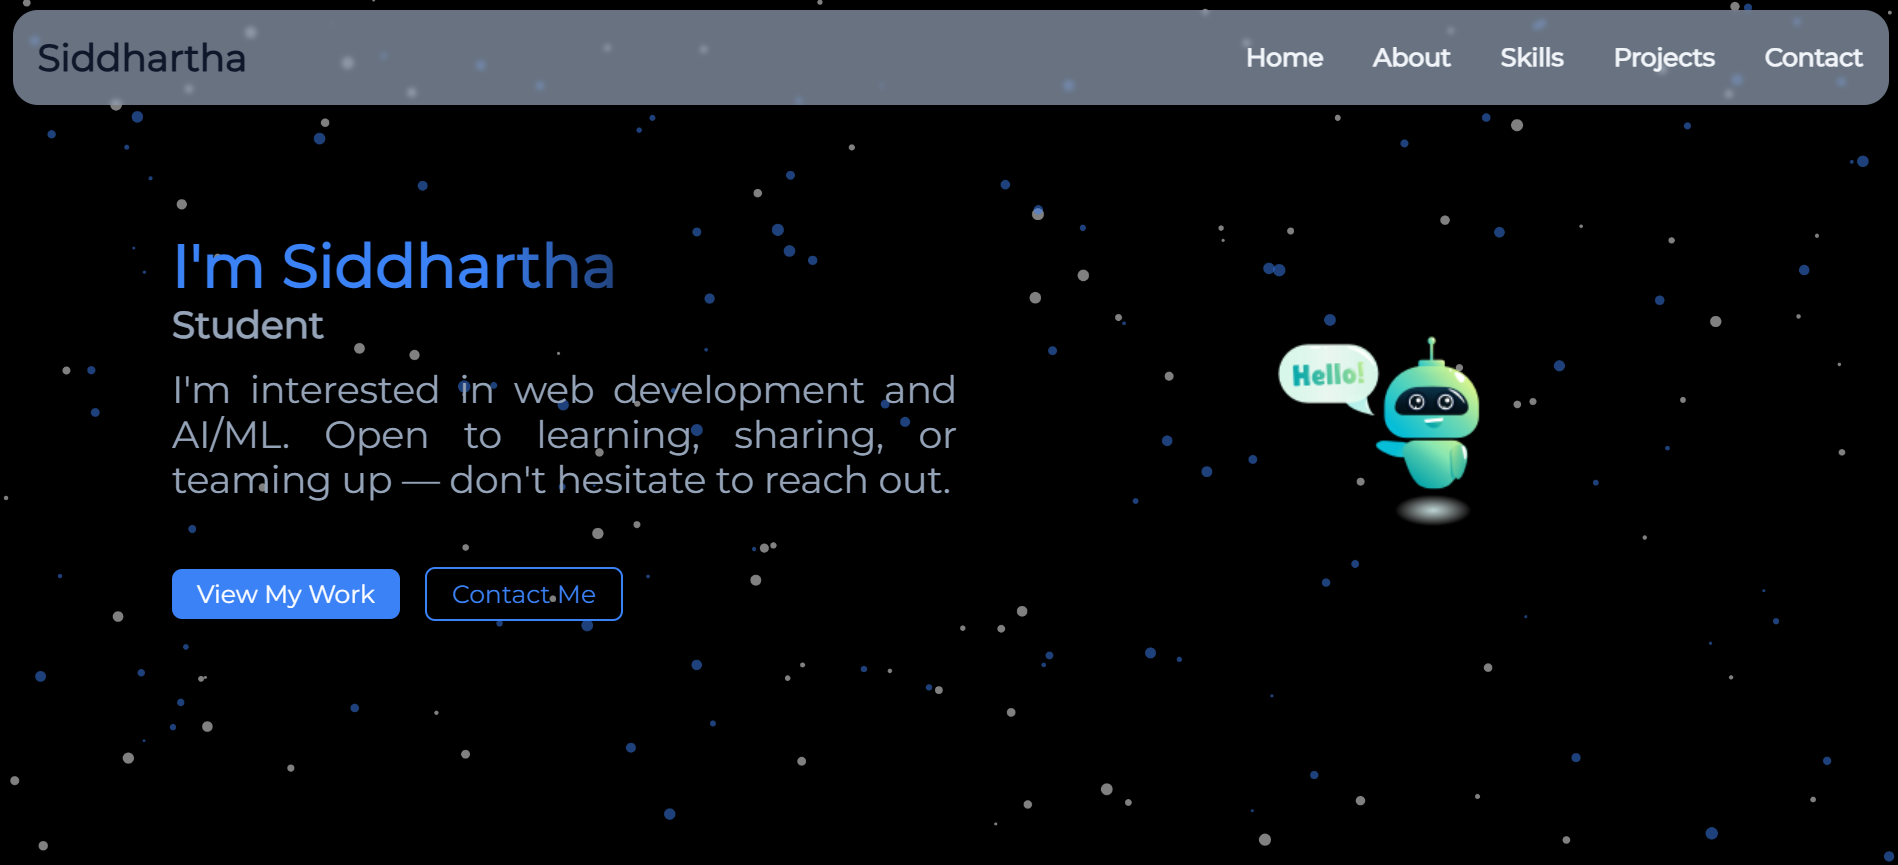 Siddhartha
Home About Skills Projects Contact
I'm Siddhartha
Student
I'm interested in web development and
AI/ML. Open to learning, sharing, or
teaming up — don't hesitate to reach out.
Hello!
View My Work
Contact Me